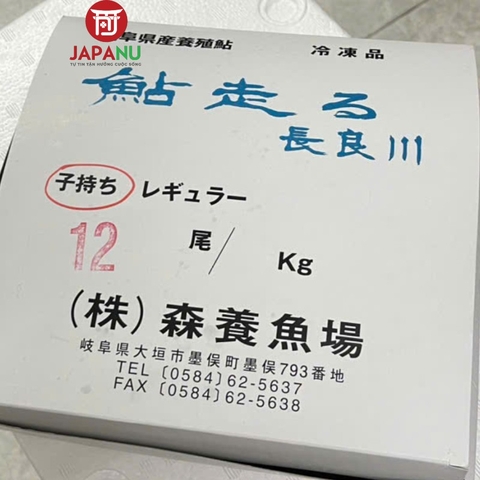 JAPANU
TỰ TIN TẬN HƯỞNG CUỘC SỐNG
阜県産養殖鮎 冷凍品
鮎走る
長良川
子持ち レギュラー
12 尾/ Kg
(株)森養魚場
岐阜県大垣市墨俣町墨俣793番地
TEL (0584)62-5637
FAX (0584)62-5638